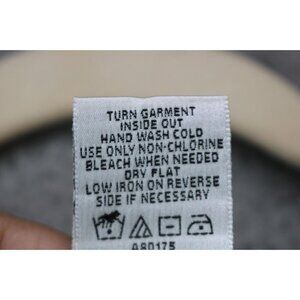 TURN GARMENT
INSIDE OUT
HAND WASH COLD
USE ONLY NON-CHLORINE
BLEACH WHEN NEEDED
DRY FLAT
LOW IRON ON REVERSE
SIDE IF NECESSARY
A80175